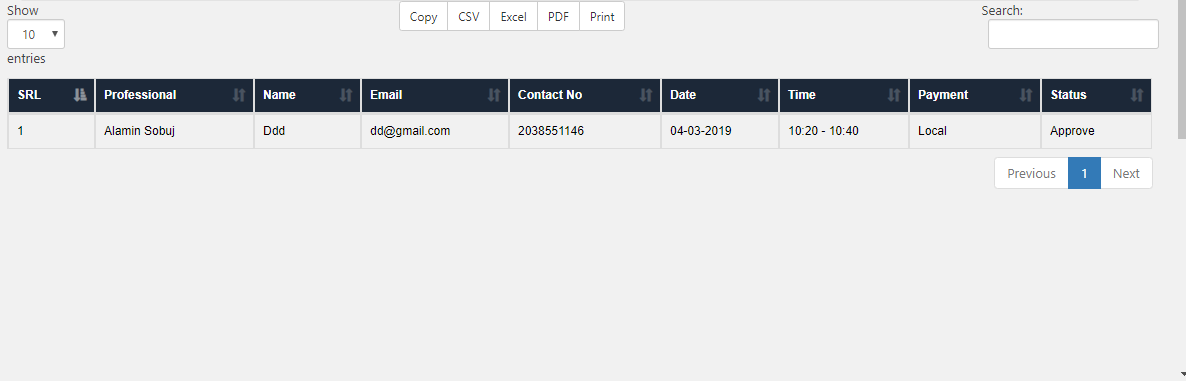 Show
10
entries
Copy CSV Excel PDF Print
Search:
SRL Professional Name Email Contact No Date Time Payment Status
1 Alamin Sobuj Ddd dd@gmail.com 2038551146 04-03-2019 10:20 - 10:40 Local Approve
Previous 1 Next